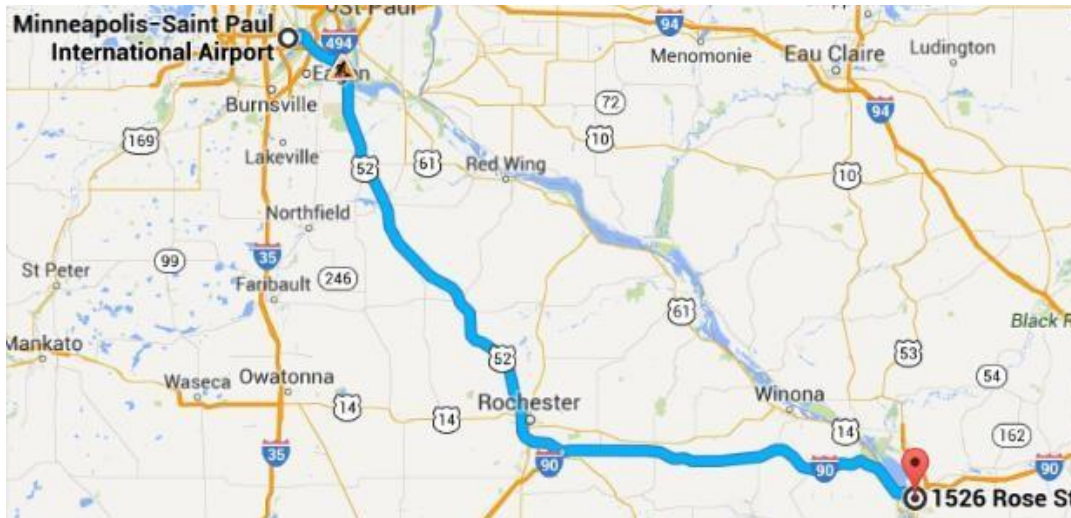 Minneapolis-Saint Paul
International Airport
St Paul
494
94
Menomonie
Eau Claire
Ludington
Burnsville
72
94
169
Lakeville
10
52
61
Red Wing
10
Northfield
35
99
246
St Peter
Faribault
61
Black R
Mankato
52
53
54
Waseca
Owatonna
14
14
Rochester
Winona
14
162
35
90
90
90
1526 Rose St